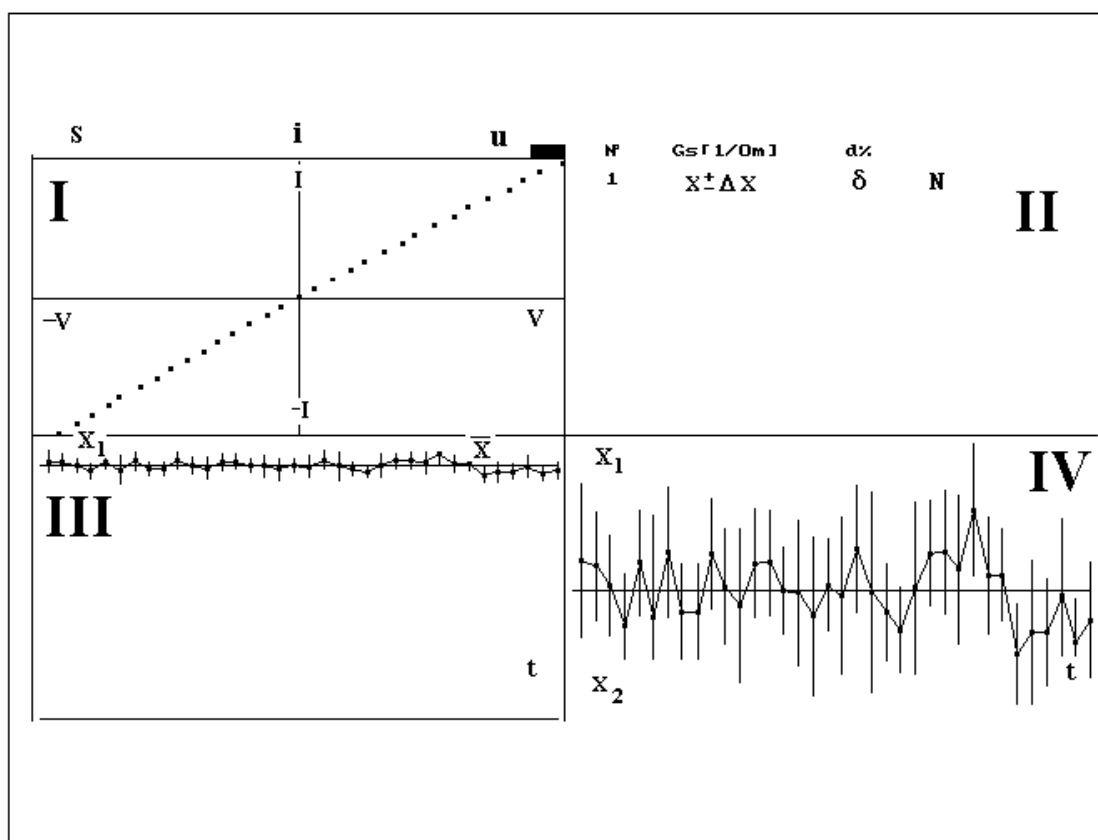 s i u
№ Gs[1/Om] d%
I I 1 X±ΔX δ N II
-V V
-I
X₁ X̄
X₁ IV
III
t t
X₂